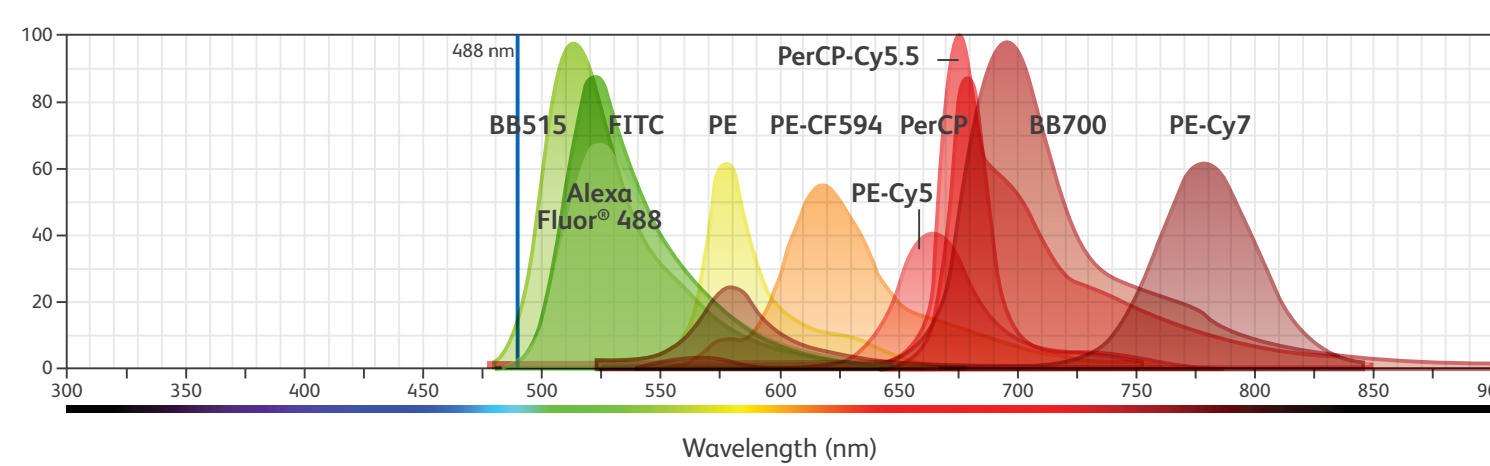 100
488 nm
PerCP-Cy5.5
80
BB515 FITC PE PE-CF594 PerCP BB700 PE-Cy7
60
Alexa
Fluor® 488
PE-Cy5
40
20
0
300 350 400 450 500 550 600 650 700 750 800 850 90
Wavelength (nm)